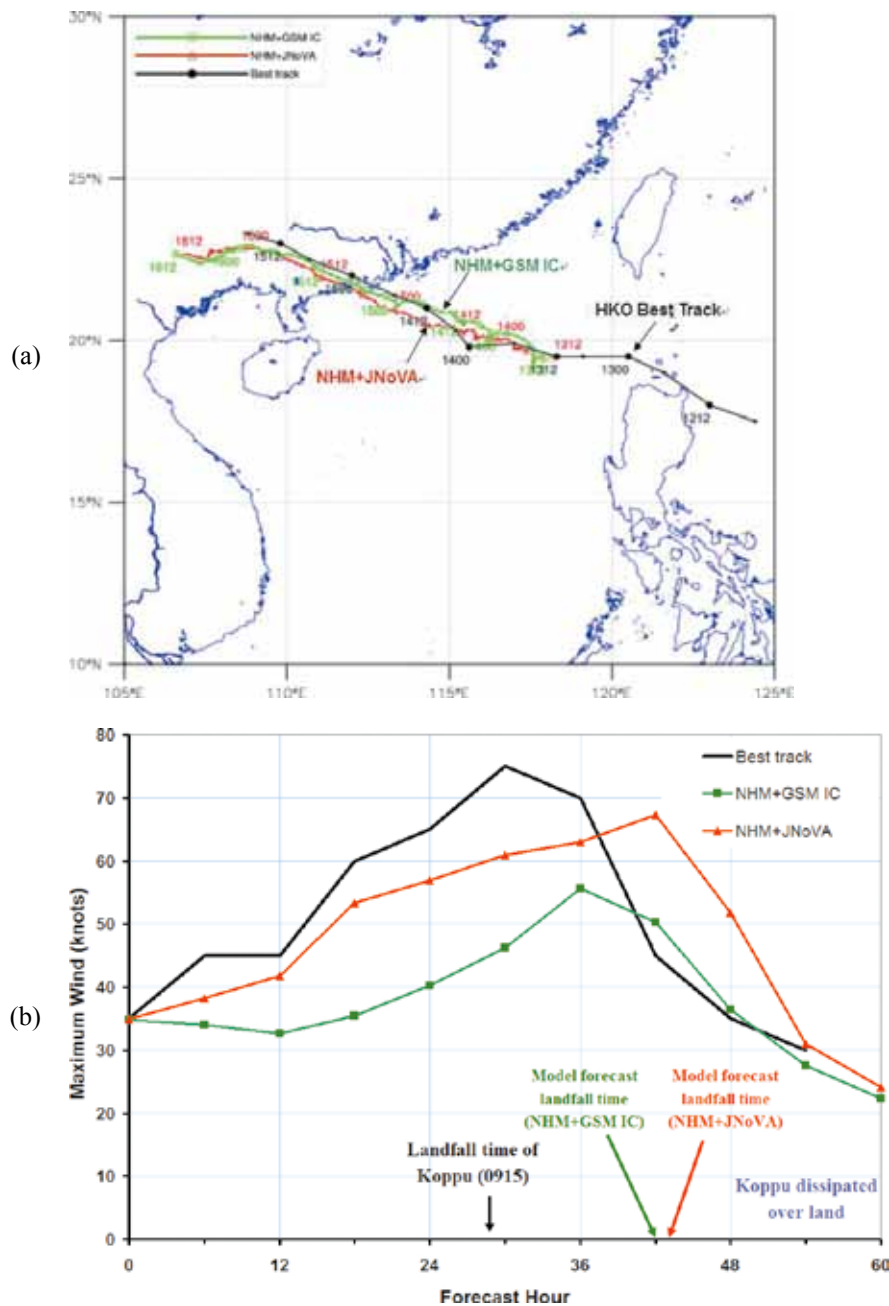 (a)
30°N
NHM+GSM IC
NHM+JNoVA
Best track
25°N
1612
1512
1612
1512
NHM+GSM IC
HKO Best Track
1412
1400
1312
20°N
NHM+JNoVA
1400
1312
1300
1212
15°N
10°N
105°E
110°E
115°E
120°E
125°E
(b)
80
Best track
NHM+GSM IC
NHM+JNoVA
70
60
50
40
30
20
10
0
Maximum Wind (knots)
Model forecast
landfall time
(NHM+GSM IC)
Model forecast
landfall time
(NHM+JNoVA)
Landfall time of
Koppu (0915)
Koppu dissipated
over land
0
12
24
36
48
60
Forecast Hour